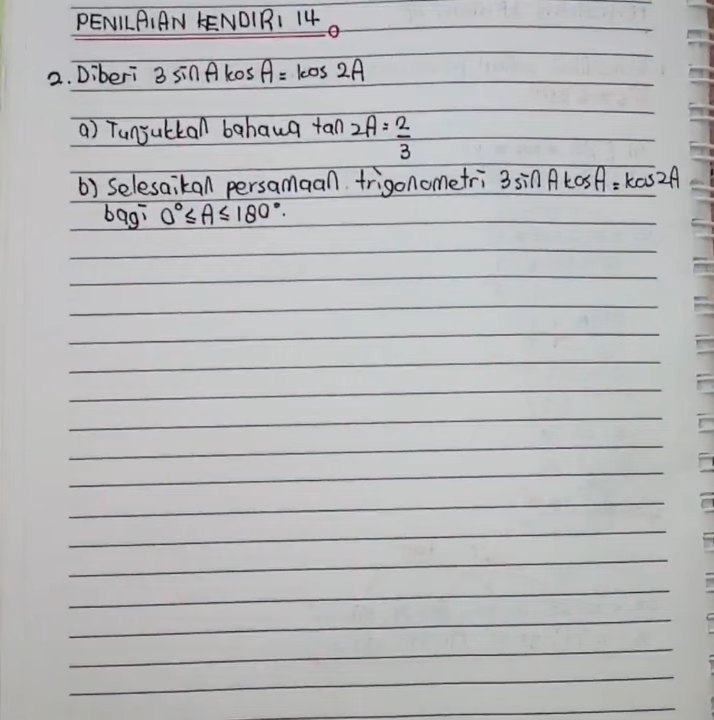 PENILAIAN KENDIRI 14
2. Diberi 3 sin A kos A = kos 2A
a) Tunjukkan bahawa tan 2A = 2/3
b) Selesaikan persamaan trigonometri 3 sin A kos A = kos 2A
bagi 0° ≤ A ≤ 180°.